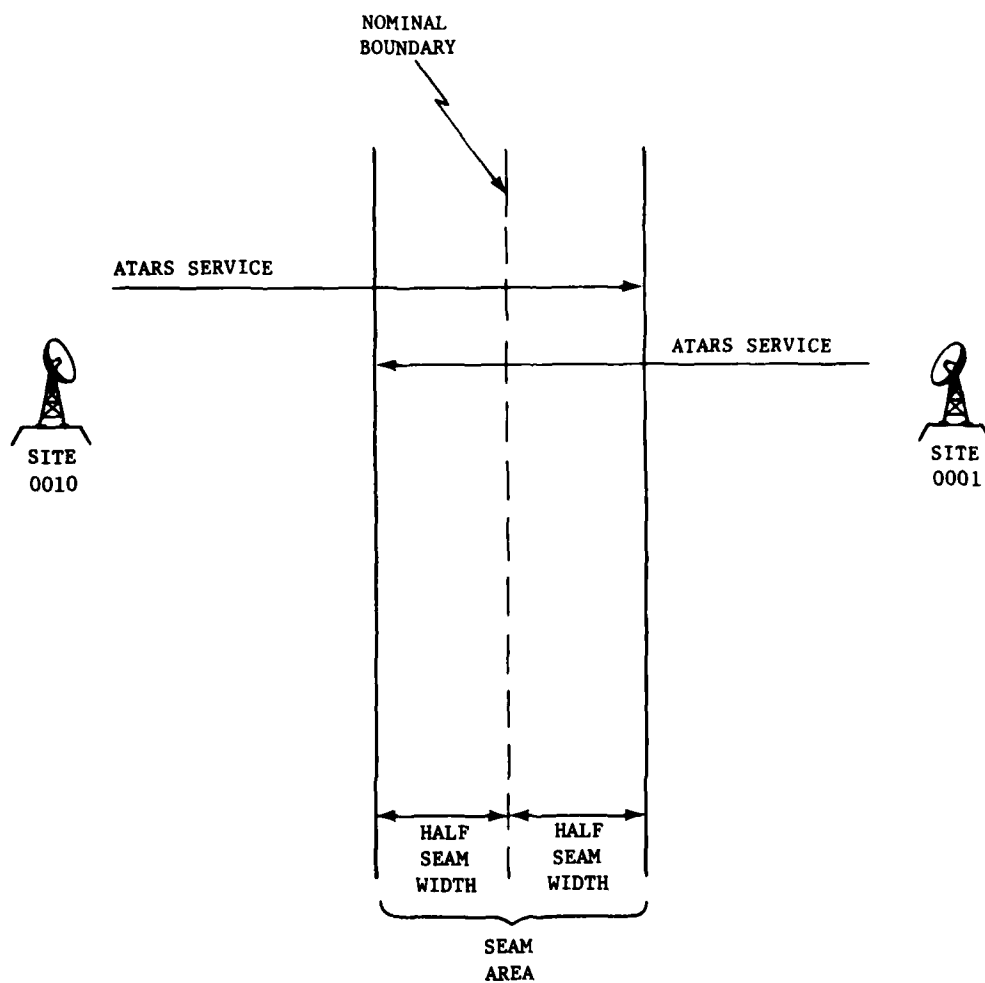 NOMINAL
BOUNDARY
ATARS SERVICE
ATARS SERVICE
SITE
0010
SITE
0001
HALF
SEAM
WIDTH
HALF
SEAM
WIDTH
SEAM
AREA